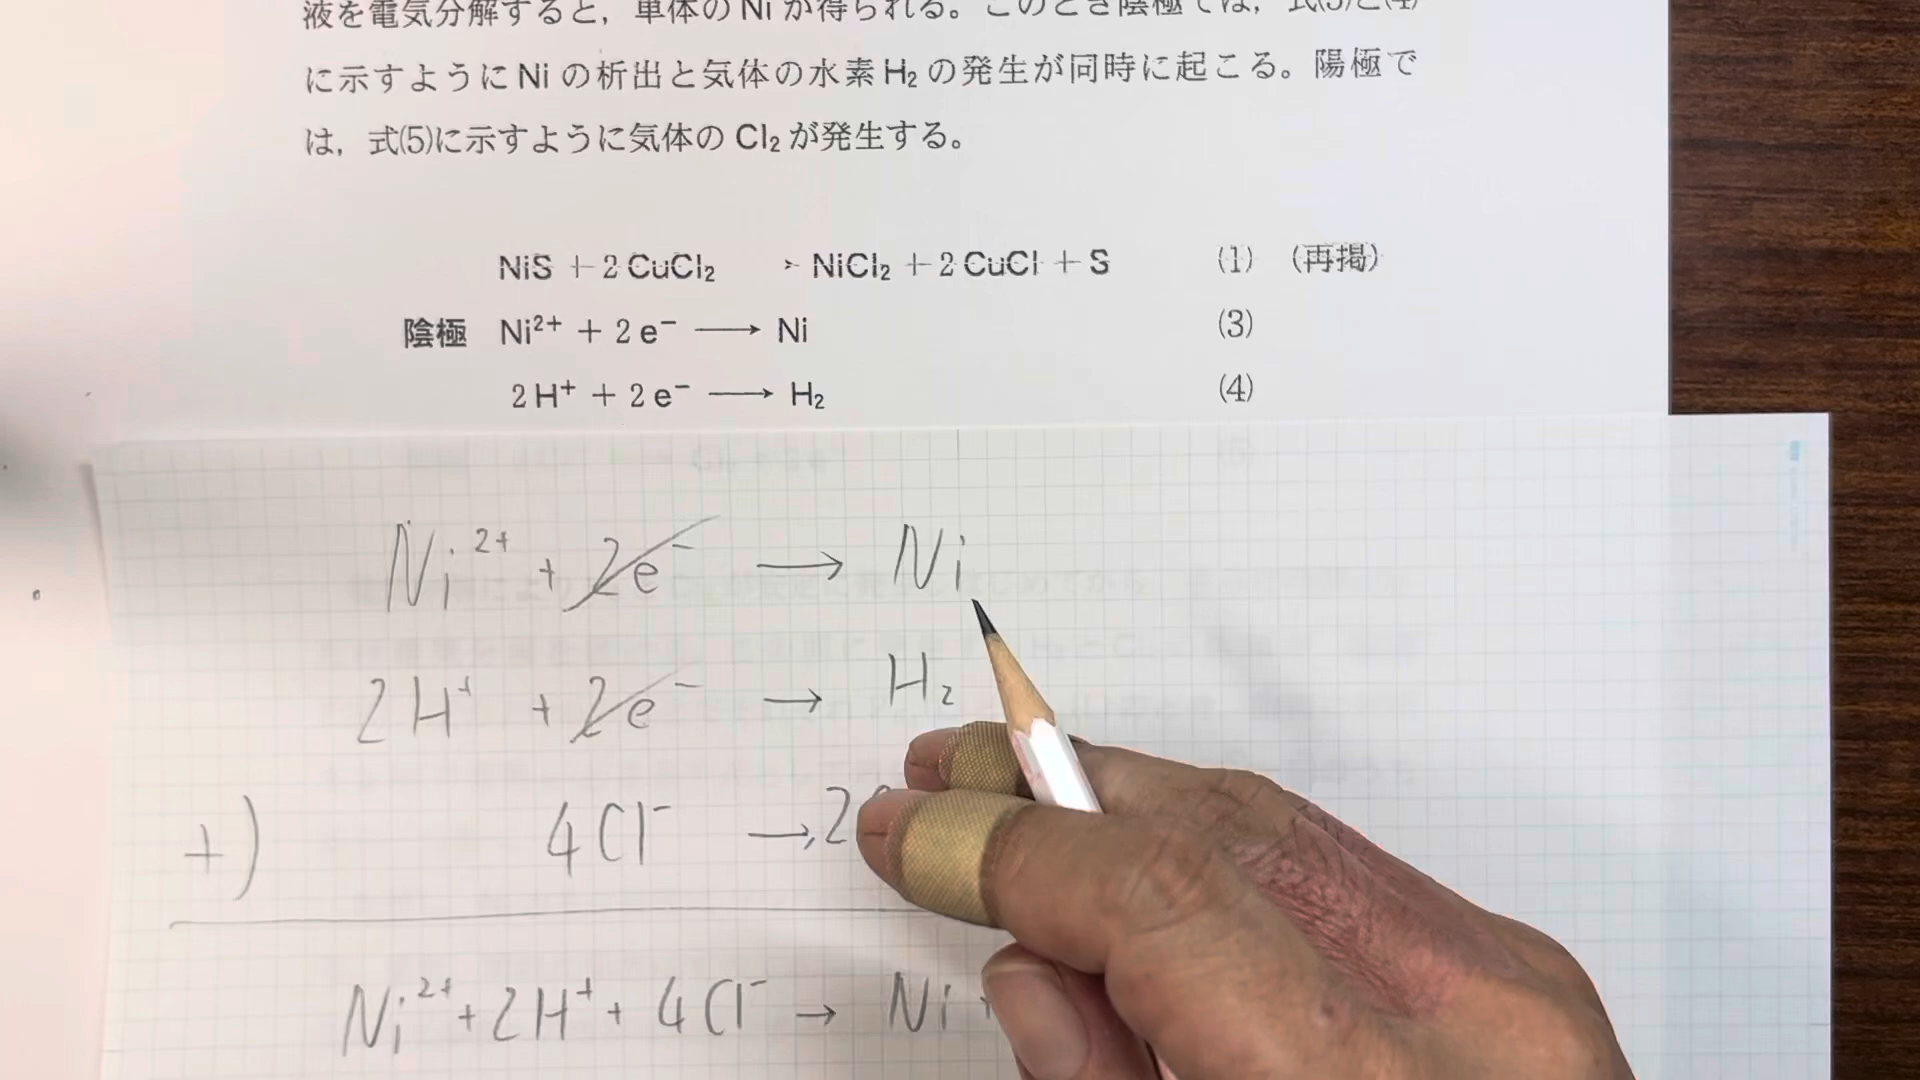 液を電気分解すると，単体の Ni が得られる。このとき陰極では，式(3)と(4)
に示すように Ni の析出と気体の水素 H₂ の発生が同時に起こる。陽極で
は，式(5)に示すように気体の Cl₂ が発生する。
NiS + 2 CuCl₂ → NiCl₂ + 2 CuCl + S (1) (再掲)
陰極 Ni²⁺ + 2 e⁻ ⟶ Ni (3)
2 H⁺ + 2 e⁻ ⟶ H₂ (4)
Ni²⁺ + 2e⁻ → Ni
2H⁺ + 2e⁻ → H₂
+) 4Cl⁻ → 2
Ni²⁺ + 2H⁺ + 4Cl⁻ → Ni +